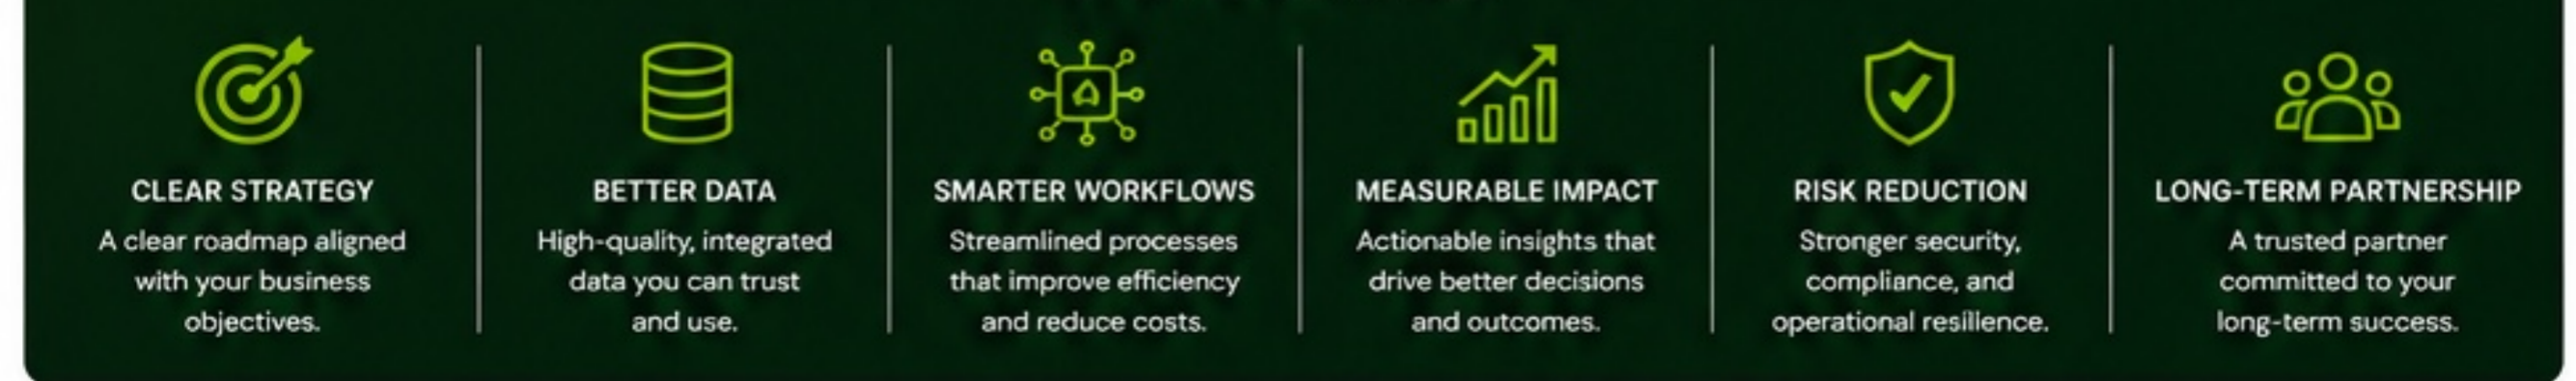 CLEAR STRATEGY
A clear roadmap aligned
with your business
objectives.
BETTER DATA
High-quality, integrated
data you can trust
and use.
SMARTER WORKFLOWS
Streamlined processes
that improve efficiency
and reduce costs.
MEASURABLE IMPACT
Actionable insights that
drive better decisions
and outcomes.
RISK REDUCTION
Stronger security,
compliance, and
operational resilience.
LONG-TERM PARTNERSHIP
A trusted partner
committed to your
long-term success.